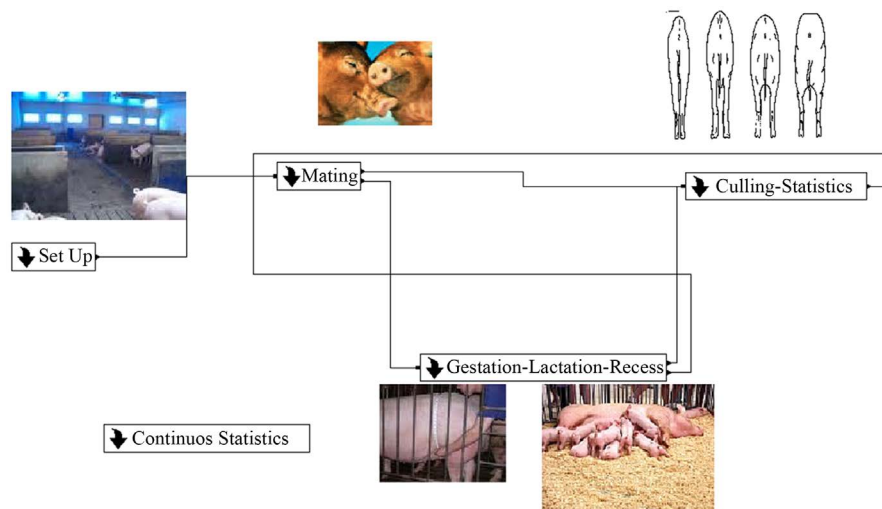 Mating
Culling-Statistics
Set Up
Gestation-Lactation-Recess
Continuos Statistics